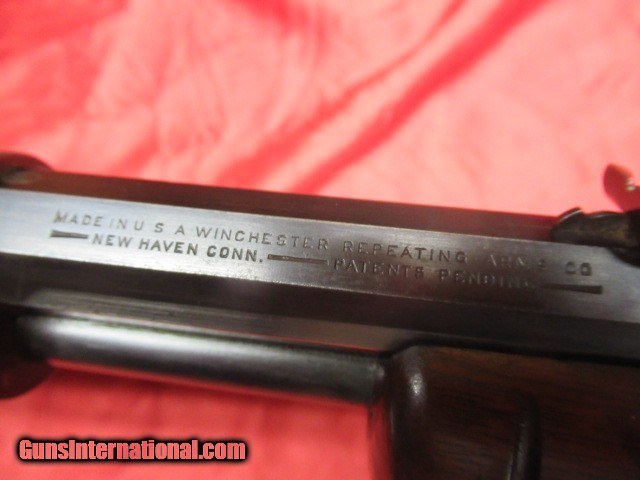 MADE IN U S A WINCHESTER REPEATING ARMS CO
NEW HAVEN CONN. PATENTS PENDING
GunsInternational.com